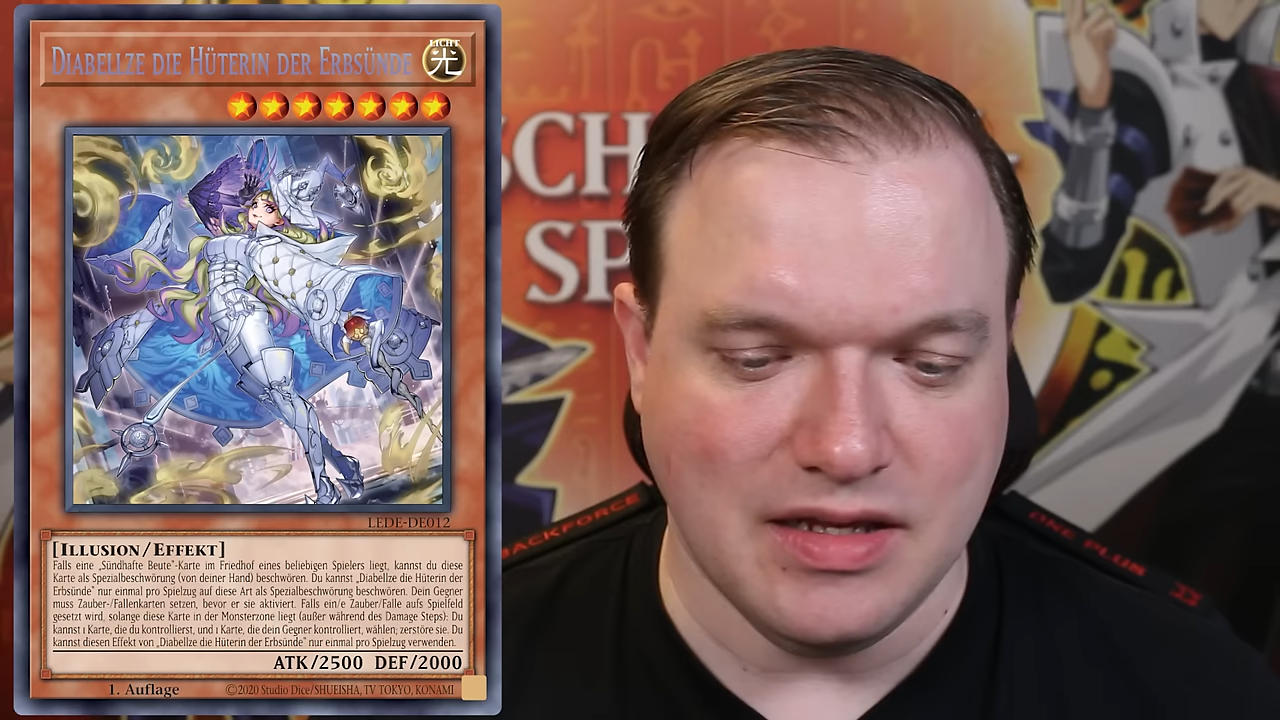 DIABELLZE DIE HÜTERIN DER ERBSÜNDE
LICHT
光
LEDE-DE012
[ILLUSION/EFFEKT]
Falls eine „Sündhafte Beute"-Karte im Friedhof eines beliebigen Spielers liegt, kannst du diese
Karte als Spezialbeschwörung (von deiner Hand) beschwören. Du kannst „Diabellze die Hüterin der
Erbsünde" nur einmal pro Spielzug auf diese Art als Spezialbeschwörung beschwören. Dein Gegner
muss Zauber-/Fallenkarten setzen, bevor er sie aktiviert. Falls ein/e Zauber/Falle aufs Spielfeld
gesetzt wird, solange diese Karte in der Monsterzone liegt (außer während des Damage Steps): Du
kannst 1 Karte, die du kontrollierst, und 1 Karte, die dein Gegner kontrolliert, wählen; zerstöre sie. Du
kannst diesen Effekt von „Diabellze die Hüterin der Erbsünde" nur einmal pro Spielzug verwenden.
ATK/2500 DEF/2000
1. Auflage
©2020 Studio Dice/SHUEISHA, TV TOKYO, KONAMI
SCH
SP
BACKFORCE
ONE PLUS